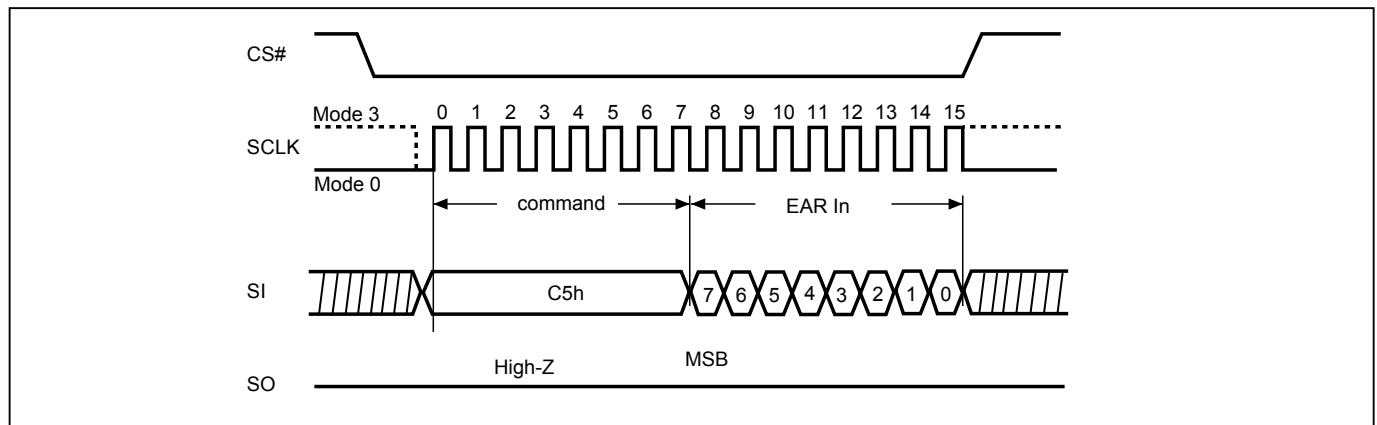 CS#
Mode 3
0 1 2 3 4 5 6 7 8 9 10 11 12 13 14 15
SCLK
Mode 0
command
EAR In
SI
C5h
7 6 5 4 3 2 1 0
High-Z
MSB
SO